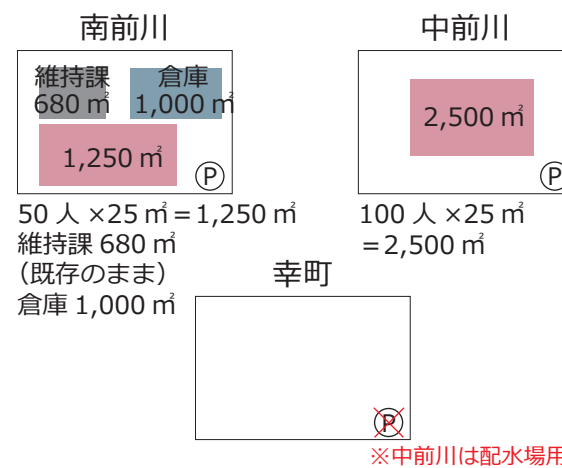 南前川
維持課
680 ㎡
倉庫
1,000 ㎡
1,250 ㎡
P
50 人 ×25 ㎡＝1,250 ㎡
維持課 680 ㎡
（既存のまま）
倉庫 1,000 ㎡
中前川
2,500 ㎡
P
100 人 ×25 ㎡
＝2,500 ㎡
幸町
P
※中前川は配水場用